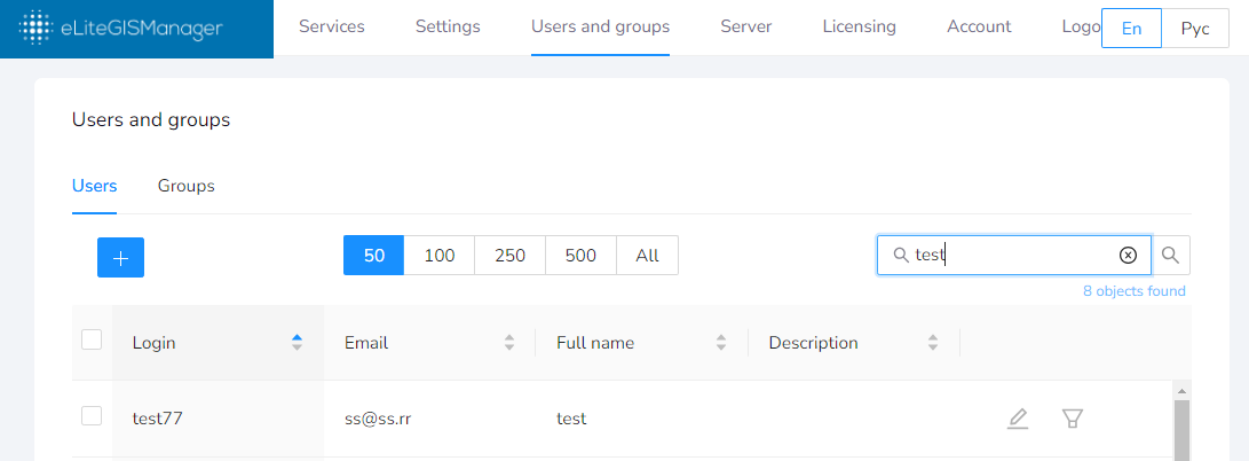 eLiteGISManager Services Settings Users and groups Server Licensing Account Logo En Рус
Users and groups
Users Groups
+ 50 100 250 500 All test
8 objects found
Login Email Full name Description
test77 ss@ss.rr test